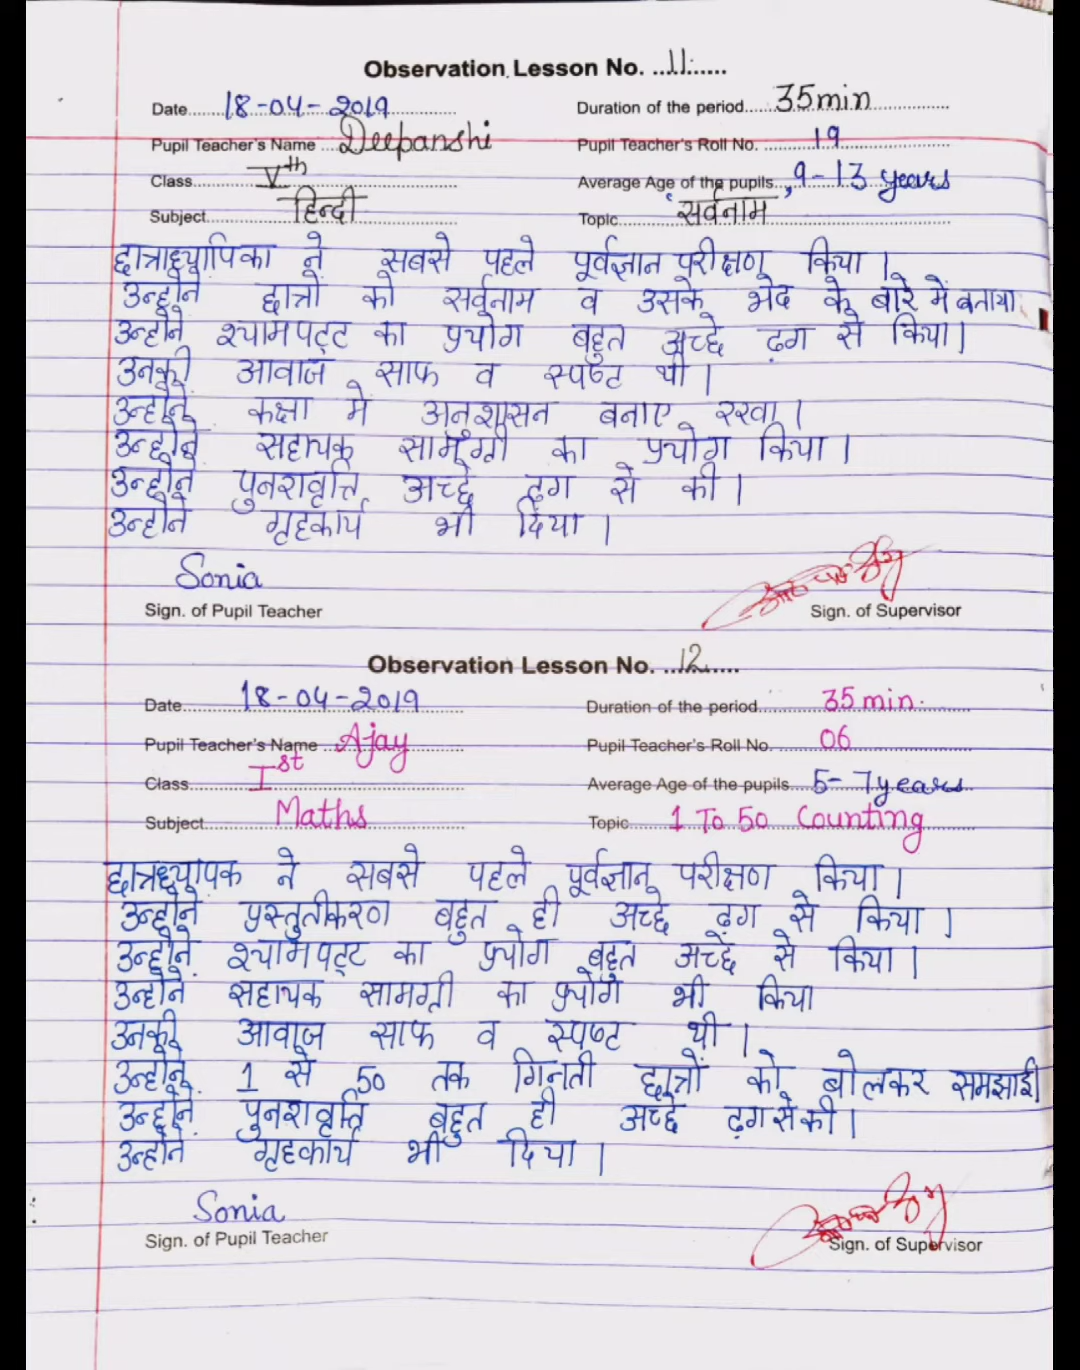 Observation Lesson No. ...11.......
Date.....18-04-2019........ Duration of the period.....35min..........
Pupil Teacher's Name ...Deepanshi Pupil Teacher's Roll No. .....19..........
Class.....Vth.......... Average Age of the pupils...9-13 years
Subject.....हिन्दी.......... Topic.....'सर्वनाम'..........
छात्राध्यापिका ने सबसे पहले पूर्वज्ञान परीक्षण किया।
उन्होंने छात्रों को सर्वनाम व उसके भेद के बारे में बताया
उन्होंने श्यामपट्ट का प्रयोग बहुत अच्छे ढ़ग से किया।
उनकी आवाज साफ व स्पष्ट थी।
उन्होंने कक्षा में अनुशासन बनाए रखा।
उन्होंने सहायक सामग्री का प्रयोग किया।
उन्होंने पुनरावृत्ति अच्छे ढ़ग से की।
उन्होंने गृहकार्य भी दिया।
Sonia
Sign. of Pupil Teacher Sign. of Supervisor
Observation Lesson No. ...12.......
Date.....18-04-2019........ Duration of the period.....35 min.
Pupil Teacher's Name ...Ajay Pupil Teacher's Roll No. .....06..........
Class.....Ist.......... Average Age of the pupils....5-7years
Subject.....Maths.......... Topic.....1 To 50 Counting
छात्रध्यापक ने सबसे पहले पूर्वज्ञान परीक्षण किया।
उन्होंने प्रस्तुतीकरण बहुत ही अच्छे ढ़ग से किया।
उन्होंने श्यामपट्ट का प्रयोग बहुत अच्छे से किया।
उन्होंने सहायक सामग्री का प्रयोग भी किया
उनकी आवाज साफ व स्पष्ट थी।
उन्होंने 1 से 50 तक गिनती छात्रों को बोलकर समझाई
उन्होंने पुनरावृत्ति बहुत ही अच्छे ढ़ग से की।
उन्होंने गृहकार्य भी दिया।
Sonia
Sign. of Pupil Teacher Sign. of Supervisor